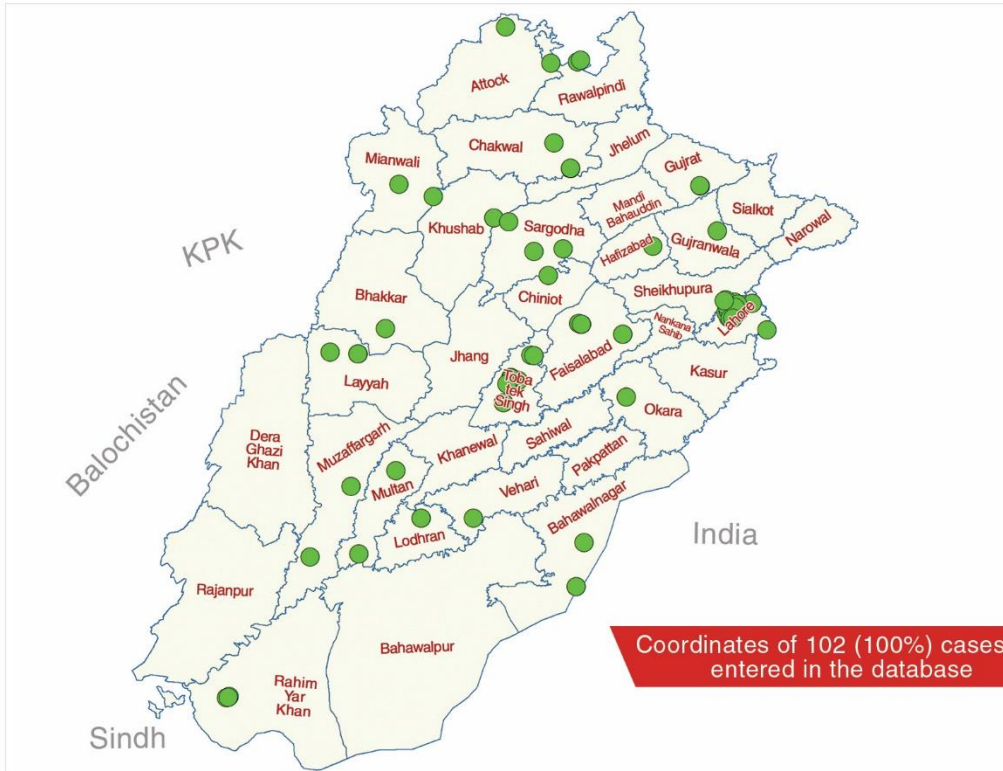 Attock
Rawalpindi
Chakwal
Jhelum
Mianwali
Gujrat
Mandi
Bahauddin
Sialkot
Narowal
KPK
Khushab
Sargodha
Hafizabad
Gujranwala
Bhakkar
Chiniot
Sheikhupura
Lahore
Nankana
Sahib
Faisalabad
Jhang
Layyah
Toba
tek
Singh
Kasur
Okara
Balochistan
Dera
Ghazi
Khan
Muzaffargarh
Khanewal
Sahiwal
Pakpattan
Multan
Vehari
Bahawalnagar
Lodhran
India
Rajanpur
Bahawalpur
Coordinates of 102 (100%) cases
entered in the database
Rahim
Yar
Khan
Sindh